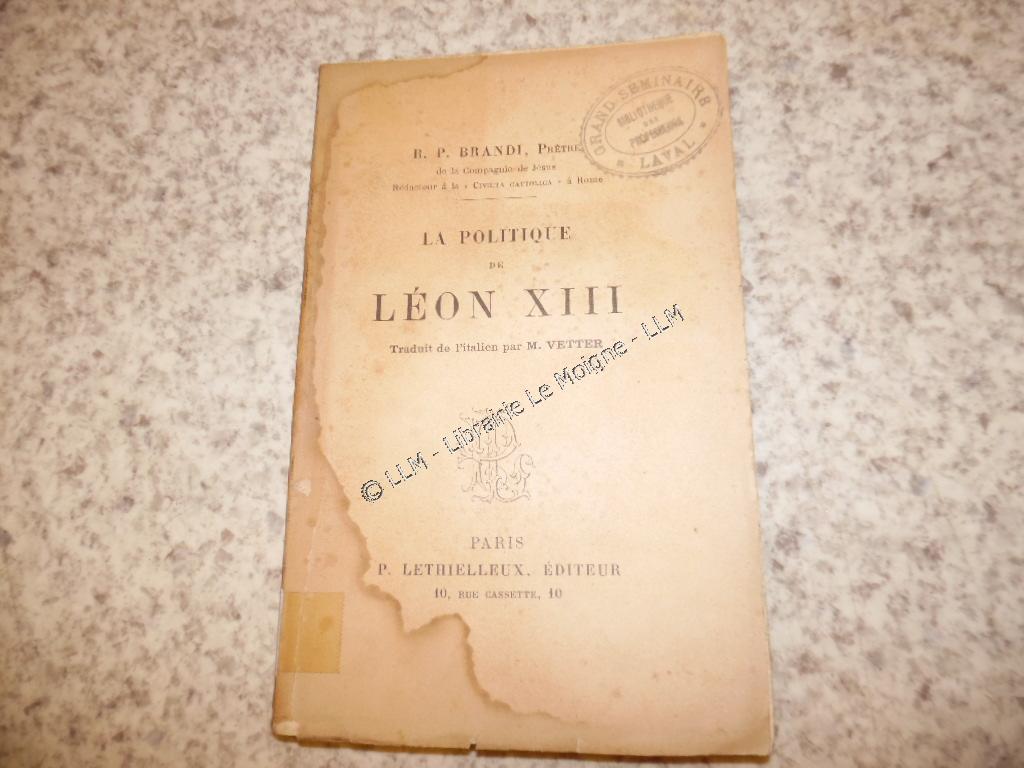 R. P. BRANDI, PRÊTRE
de la Compagnie de Jésus
Rédacteur à la « CIVILTA CATTOLICA » à Rome
LA POLITIQUE
DE
LÉON XIII
Traduit de l'italien par M. VETTER
PARIS
P. LETHIELLEUX, ÉDITEUR
10, RUE CASSETTE, 10
GRAND SEMINAIRE
BIBLIOTHÈQUE
DES
PROFESSEURS
* LAVAL *
© LLM - Librairie Le Moigne - LLM